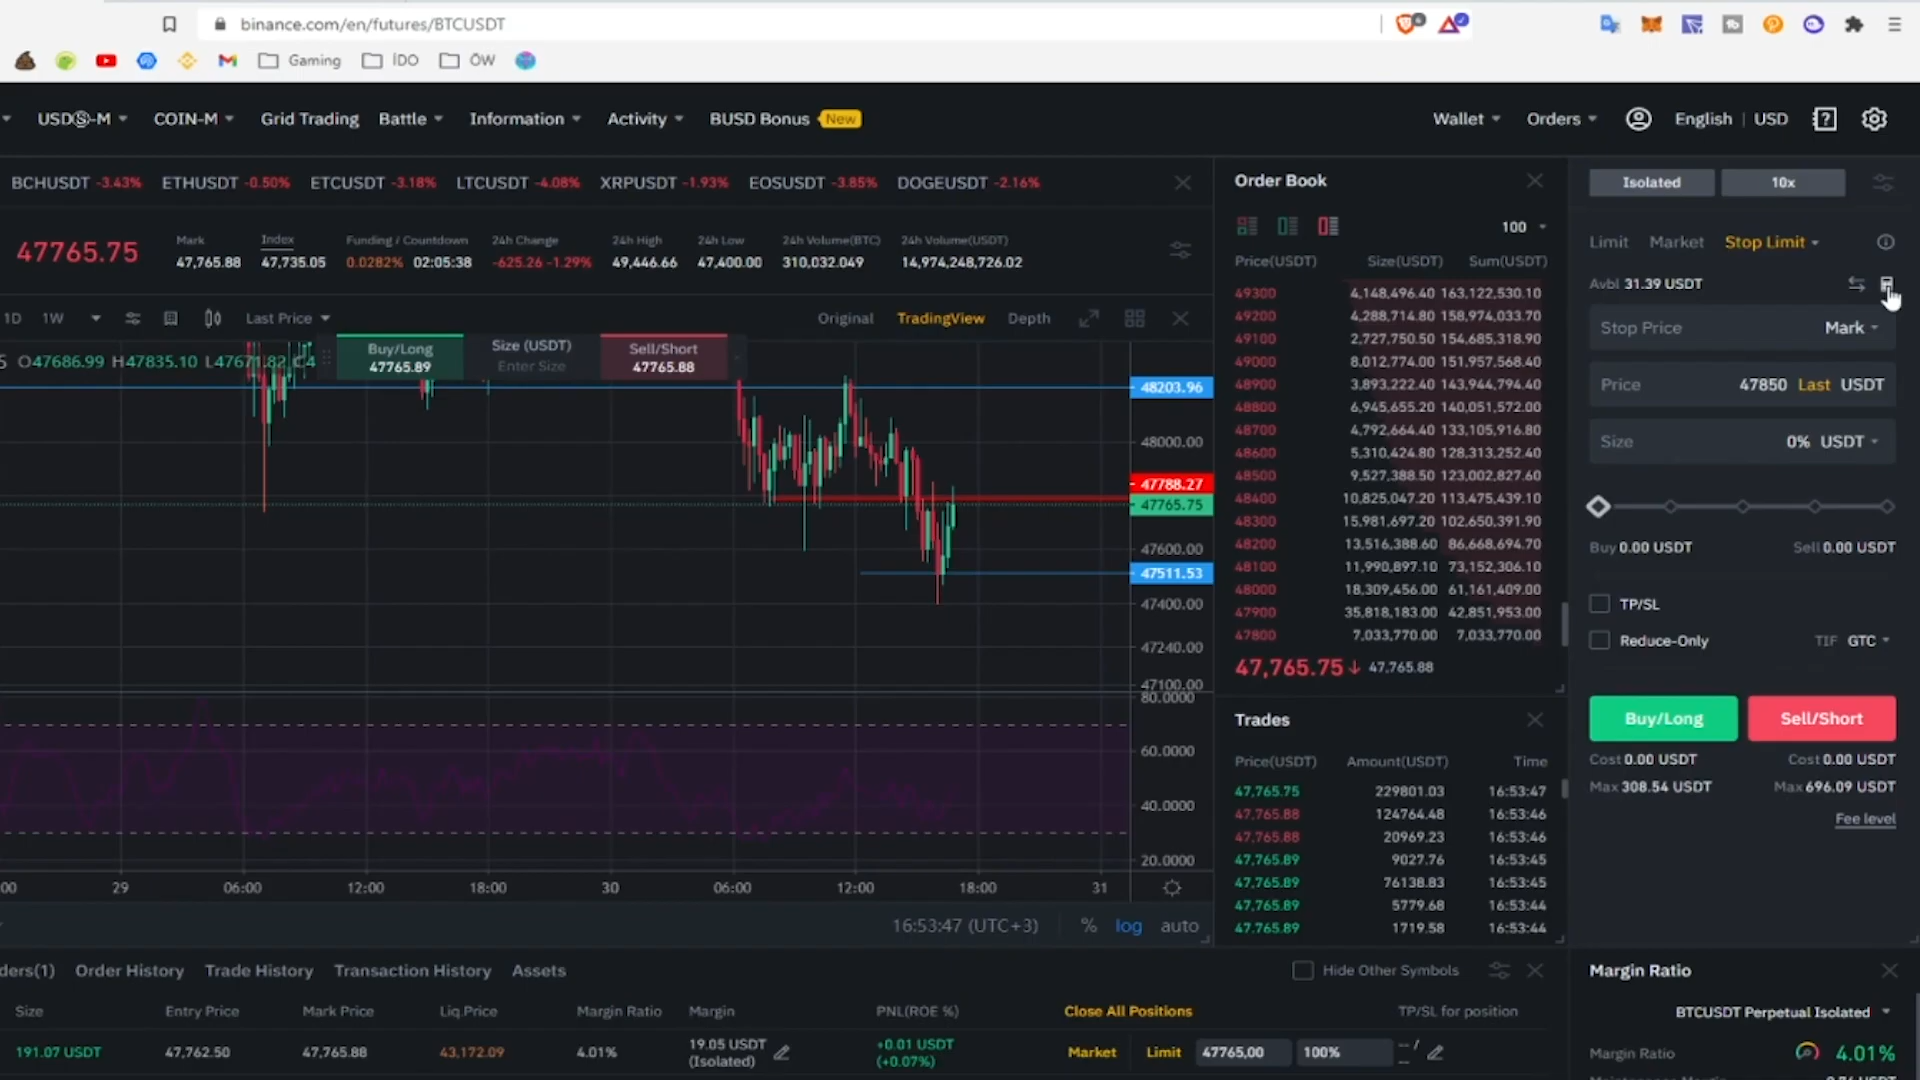 binance.com/en/futures/BTCUSDT
Gaming İDO ÖW
USDⓈ-M COIN-M Grid Trading Battle Information Activity BUSD Bonus New Wallet Orders English USD
BCHUSDT -3.43% ETHUSDT -0.50% ETCUSDT -3.18% LTCUSDT -4.08% XRPUSDT -1.93% EOSUSDT -3.85% DOGEUSDT -2.16%
47765.75
Mark Index Funding / Countdown 24h Change 24h High 24h Low 24h Volume(BTC) 24h Volume(USDT)
47,765.88 47,735.05 0.0282% 02:05:38 -625.26 -1.29% 49,446.66 47,400.00 310,032.049 14,974,248,726.02
1D 1W Last Price Original TradingView Depth
5 O47686.99 H47835.10 L47671.82 C4
Buy/Long
47765.89
Size (USDT)
Enter Size
Sell/Short
47765.88
48203.96
48000.00
47788.27
47765.75
47600.00
47511.53
47400.00
47240.00
47100.00
80.0000
60.0000
40.0000
20.0000
00 29 06:00 12:00 18:00 30 06:00 12:00 18:00 31
16:53:47 (UTC+3) % log auto
Order Book
100
Price(USDT) Size(USDT) Sum(USDT)
49300 4,148,496.40 163,122,530.10
49200 4,288,714.80 158,974,033.70
49100 2,727,750.50 154,685,318.90
49000 8,012,774.00 151,957,568.40
48900 3,893,222.40 143,944,794.40
48800 6,945,655.20 140,051,572.00
48700 4,792,664.40 133,105,916.80
48600 5,310,424.80 128,313,252.40
48500 9,527,388.50 123,002,827.60
48400 10,825,047.20 113,475,439.10
48300 15,981,697.20 102,650,391.90
48200 13,516,388.60 86,668,694.70
48100 11,990,897.10 73,152,306.10
48000 18,309,456.00 61,161,409.00
47900 35,818,183.00 42,851,953.00
47800 7,033,770.00 7,033,770.00
47,765.75↓ 47,765.88
Trades
Price(USDT) Amount(USDT) Time
47,765.75 229801.03 16:53:47
47,765.88 124764.48 16:53:46
47,765.88 20969.23 16:53:46
47,765.89 9027.76 16:53:45
47,765.89 76138.83 16:53:45
47,765.89 5779.68 16:53:44
47,765.89 1719.58 16:53:44
Isolated 10x
Limit Market Stop Limit
Avbl 31.39 USDT
Stop Price Mark
Price 47850 Last USDT
Size 0% USDT
Buy 0.00 USDT Sell 0.00 USDT
TP/SL
Reduce-Only TIF GTC
Buy/Long Sell/Short
Cost 0.00 USDT Cost 0.00 USDT
Max 308.54 USDT Max 696.09 USDT
Fee level
ders(1) Order History Trade History Transaction History Assets Hide Other Symbols
Size Entry Price Mark Price Liq.Price Margin Ratio Margin PNL(ROE %) Close All Positions TP/SL for position
191.07 USDT 47,762.50 47,765.88 43,172.09 4.01% 19.05 USDT +0.01 USDT Market Limit 47765,00 100% -- /
(Isolated) (+0.07%) --
Margin Ratio
BTCUSDT Perpetual Isolated
Margin Ratio 4.01%